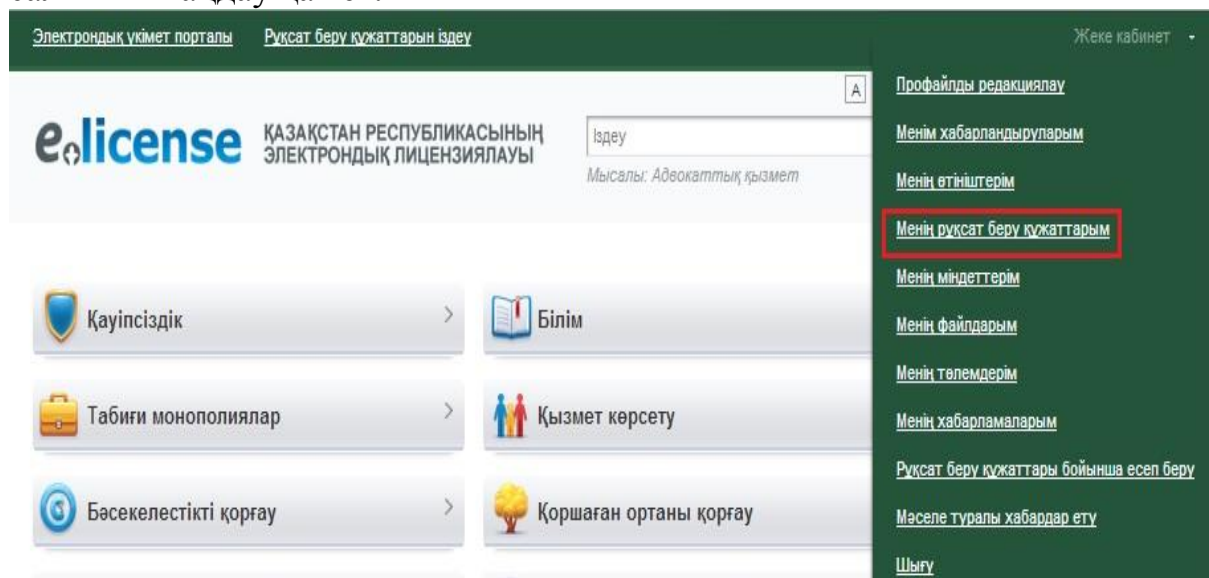 Электрондық үкімет порталы Рұқсат беру құжаттарын іздеу Жеке кабинет
A
e.license ҚАЗАҚСТАН РЕСПУБЛИКАСЫНЫҢ
ЭЛЕКТРОНДЫҚ ЛИЦЕНЗИЯЛАУЫ
Іздеу
Мысалы: Адвокаттық қызмет
Профайлды редакциялау
Менім хабарландыруларым
Менің өтініштерім
Менің рұқсат беру құжаттарым
Менің міндеттерім
Менің файлдарым
Менің төлемдерім
Менің хабарламаларым
Рұқсат беру құжаттары бойынша есеп беру
Мәселе туралы хабардар ету
Шығу
Қауіпсіздік
Білім
Табиғи монополиялар
Қызмет көрсету
Бәсекелестікті қорғау
Қоршаған ортаны қорғау